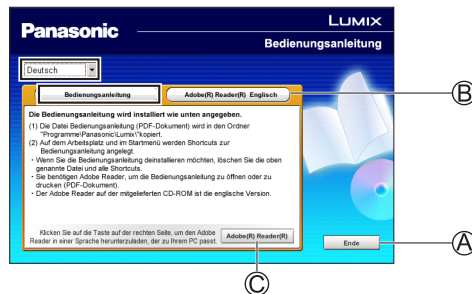 Panasonic
LUMIX
Bedienungsanleitung
Deutsch
Bedienungsanleitung
Adobe(R) Reader(R) Englisch
Die Bedienungsanleitung wird installiert wie unten angegeben.
(1) Die Datei Bedienungsanleitung (PDF-Dokument) wird in den Ordner
"Programme\Panasonic\Lumix\"kopiert.
(2) Auf dem Arbeitsplatz und im Startmenü werden Shortcuts zur
Bedienungsanleitung angelegt.
· Wenn Sie die Bedienungsanleitung deinstallieren möchten, löschen Sie die oben
genannte Datei und alle Shortcuts.
· Sie benötigen Adobe Reader, um die Bedienungsanleitung zu öffnen oder zu
drucken (PDF-Dokument).
· Der Adobe Reader auf der mitgelieferten CD-ROM ist die englische Version.
Klicken Sie auf die Taste auf der rechten Seite, um den Adobe
Reader in einer Sprache herunterzuladen, der zu Ihrem PC passt.
Adobe(R) Reader(R)
Ende
B
A
C